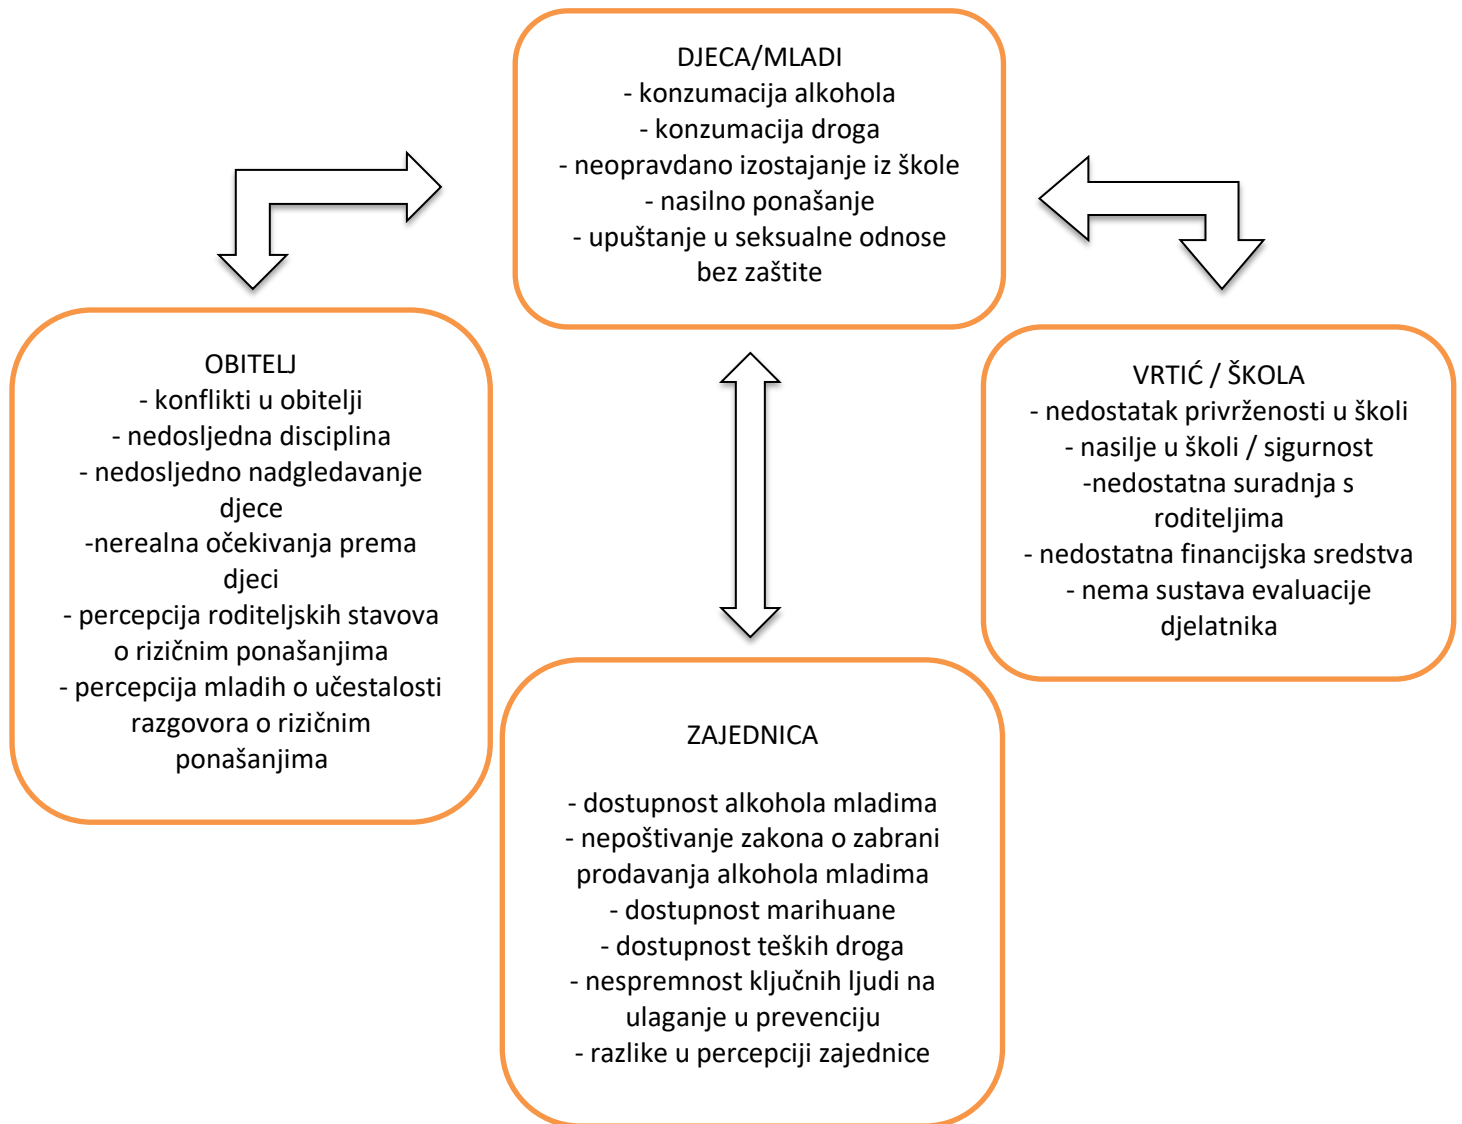 DJECA/MLADI
- konzumacija alkohola
- konzumacija droga
- neopravdano izostajanje iz škole
- nasilno ponašanje
- upuštanje u seksualne odnose
bez zaštite
OBITELJ
- konflikti u obitelji
- nedosljedna disciplina
- nedosljedno nadgledavanje
djece
-nerealna očekivanja prema
djeci
- percepcija roditeljskih stavova
o rizičnim ponašanjima
- percepcija mladih o učestalosti
razgovora o rizičnim
ponašanjima
VRTIĆ / ŠKOLA
- nedostatak privrženosti u školi
- nasilje u školi / sigurnost
-nedostatna suradnja s
roditeljima
- nedostatna financijska sredstva
- nema sustava evaluacije
djelatnika
ZAJEDNICA
- dostupnost alkohola mladima
- nepoštivanje zakona o zabrani
prodavanja alkohola mladima
- dostupnost marihuane
- dostupnost teških droga
- nespremnost ključnih ljudi na
ulaganje u prevenciju
- razlike u percepciji zajednice